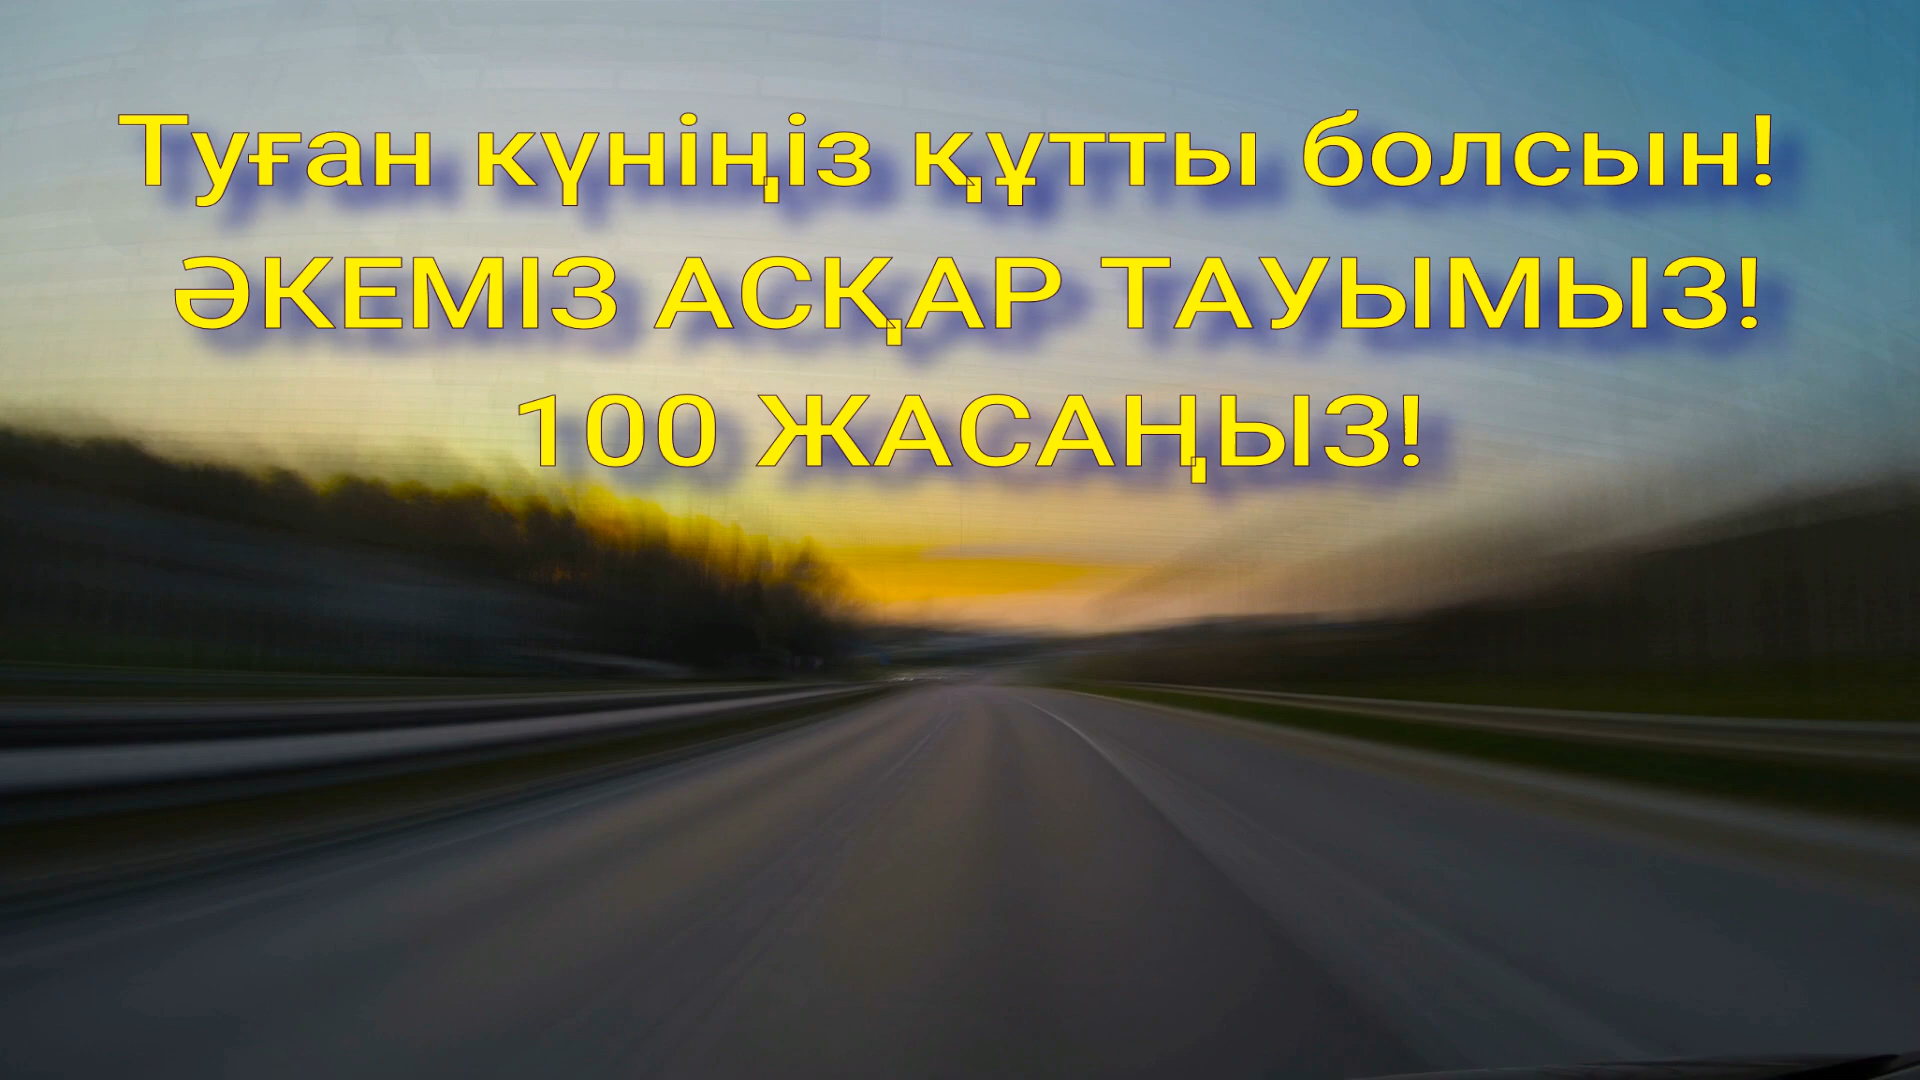 Туған күніңіз құтты болсын!
ӘКЕМІЗ АСҚАР ТАУЫМЫЗ!
100 ЖАСАҢЫЗ!